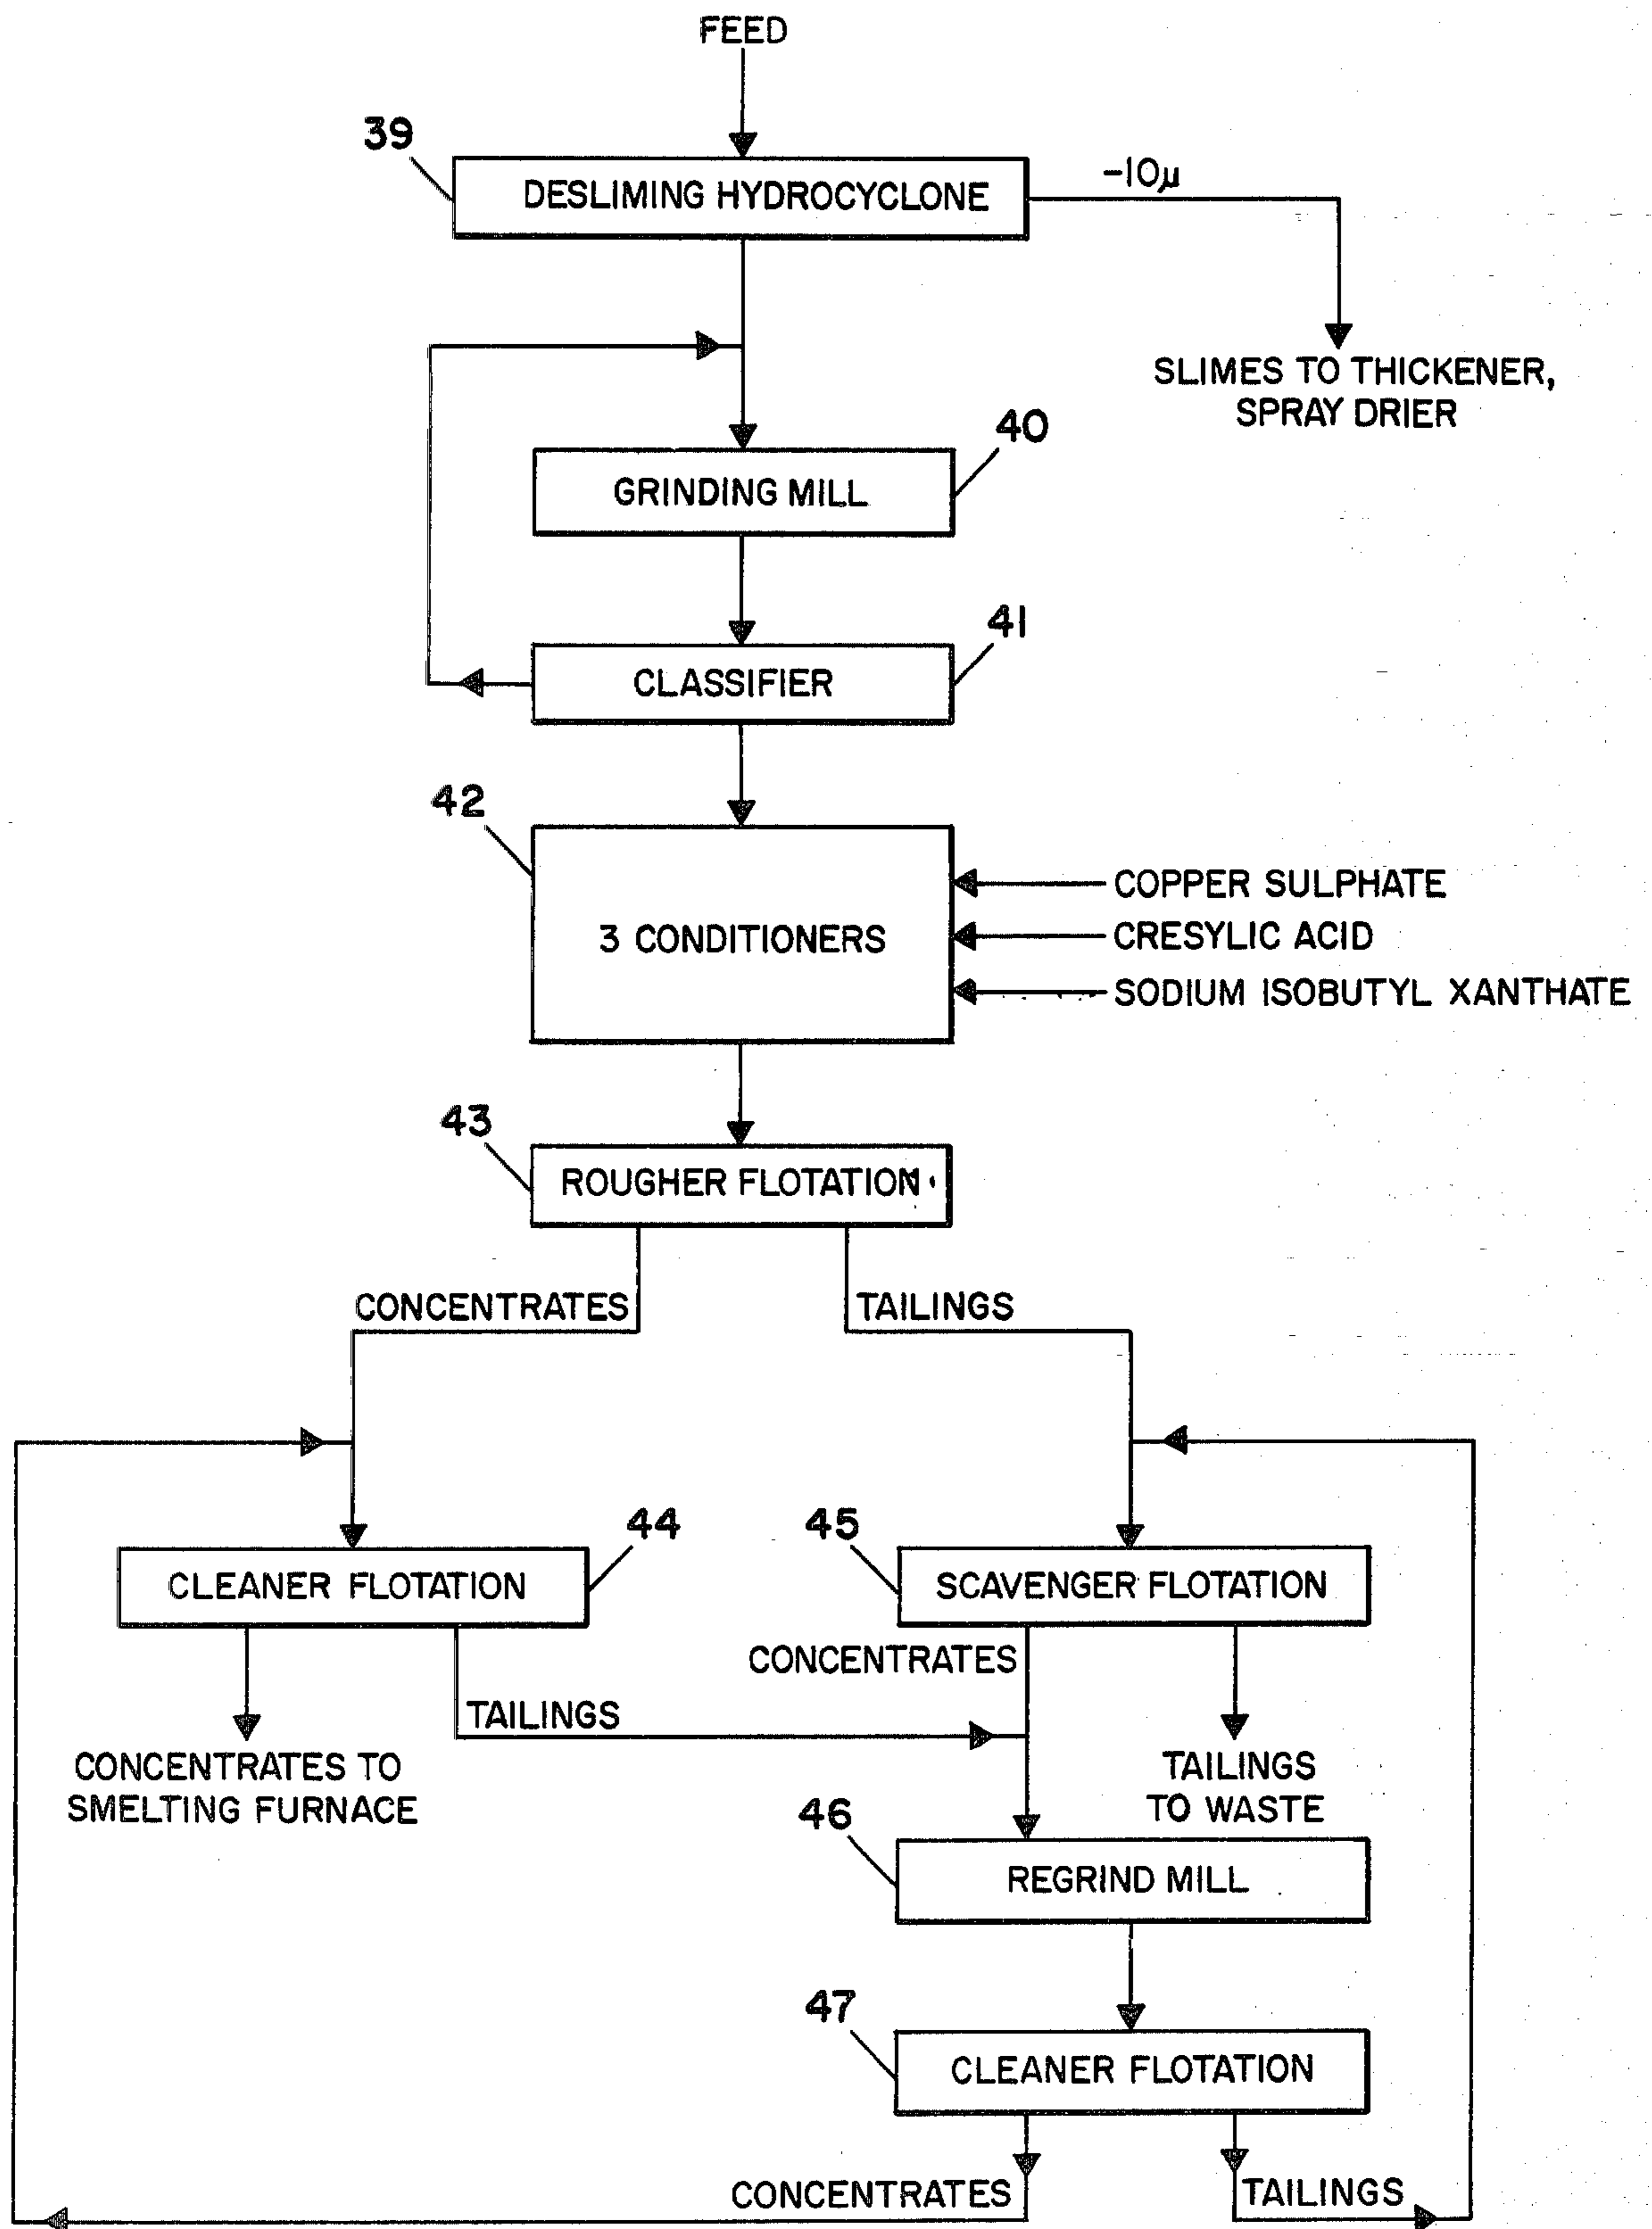 FEED
39
DESLIMING HYDROCYCLONE
-10μ
SLIMES TO THICKENER,
SPRAY DRIER
40
GRINDING MILL
41
CLASSIFIER
42
3 CONDITIONERS
COPPER SULPHATE
CRESYLIC ACID
SODIUM ISOBUTYL XANTHATE
43
ROUGHER FLOTATION
CONCENTRATES
TAILINGS
44
CLEANER FLOTATION
45
SCAVENGER FLOTATION
CONCENTRATES
TAILINGS
CONCENTRATES TO
SMELTING FURNACE
TAILINGS
TO WASTE
46
REGRIND MILL
47
CLEANER FLOTATION
CONCENTRATES
TAILINGS